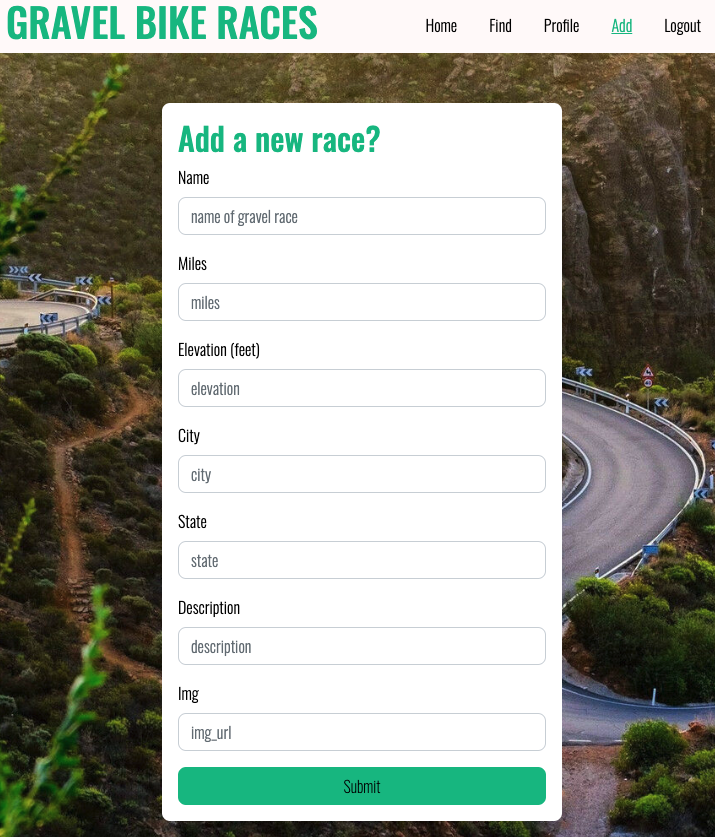 GRAVEL BIKE RACES
Home Find Profile Add Logout
Add a new race?
Name
name of gravel race
Miles
miles
Elevation (feet)
elevation
City
city
State
state
Description
description
Img
img_url
Submit